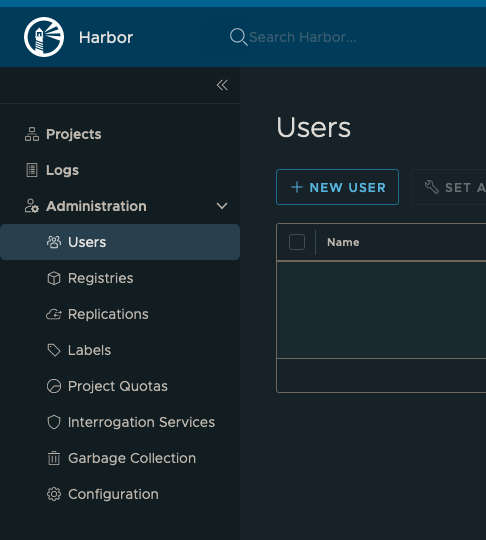 Harbor
Search Harbor...
Projects
Logs
Administration
Users
Registries
Replications
Labels
Project Quotas
Interrogation Services
Garbage Collection
Configuration
Users
NEW USER
SET A
Name